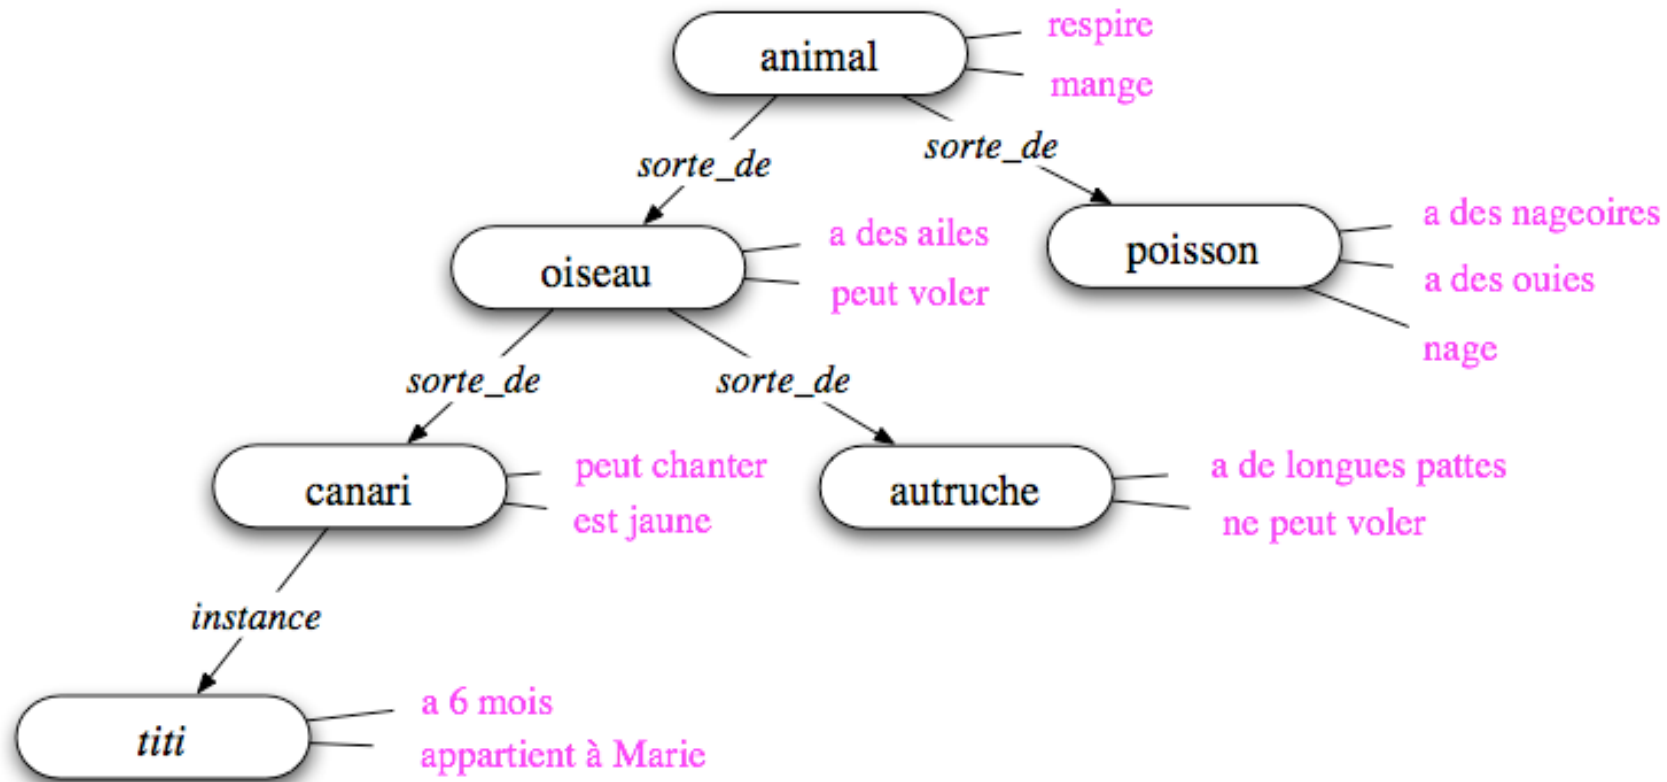 animal
respire
mange
sorte_de
sorte_de
oiseau
a des ailes
peut voler
poisson
a des nageoires
a des ouies
nage
sorte_de
sorte_de
canari
peut chanter
est jaune
autruche
a de longues pattes
ne peut voler
instance
titi
a 6 mois
appartient à Marie